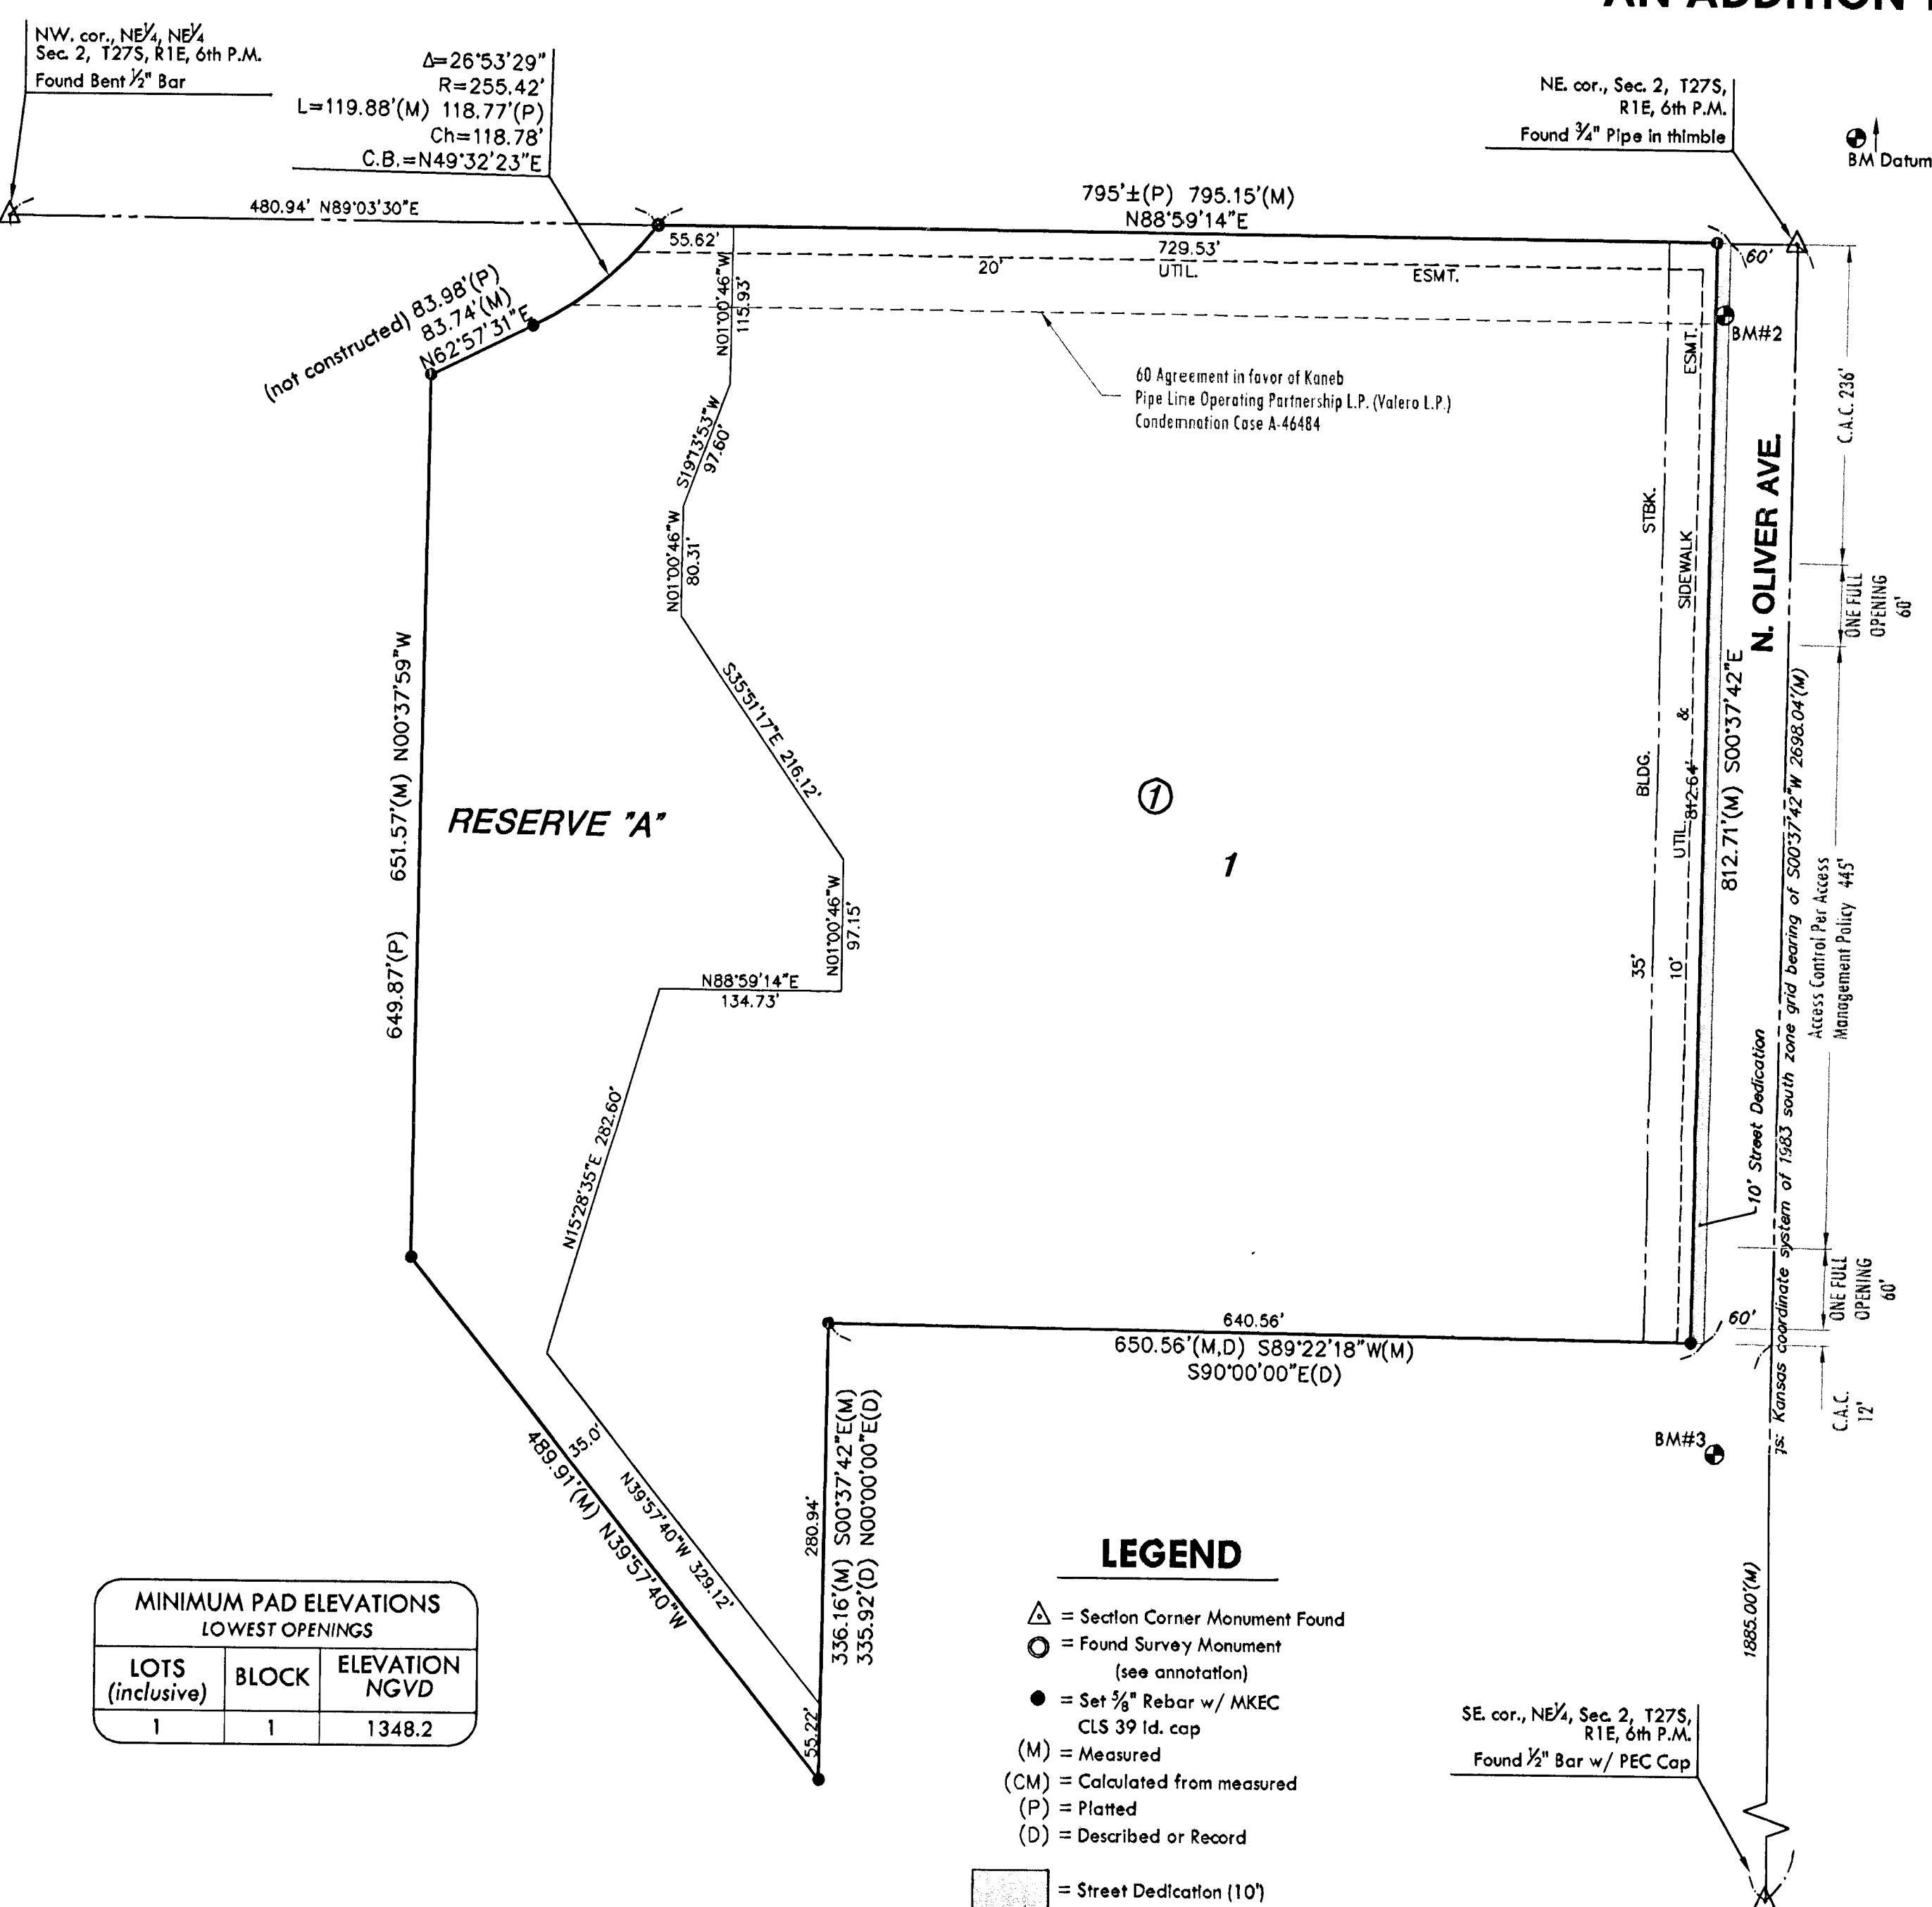 AN ADDITION
NW. cor., NE¼, NE¼
Sec. 2, T27S, R1E, 6th P.M.
Found Bent ½" Bar
Δ=26°53'29"
R=255.42'
L=119.88'(M) 118.77'(P)
Ch=118.78'
C.B.=N49°32'23"E
NE. cor., Sec. 2, T27S,
R1E, 6th P.M.
Found ¾" Pipe in thimble
BM Datum
480.94' N89°03'30"E
795'±(P) 795.15'(M)
N88°59'14"E
55.62'
729.53'
60'
20' UTIL. ESMT.
(not constructed) 83.98'(P)
83.74'(M)
N62°57'31"E
N01°00'46"W
115.93'
BM#2
60 Agreement in favor of Kaneb
Pipe Line Operating Partnership L.P. (Valero L.P.)
Condemnation Case A-46484
S19°13'53"W
97.60'
N01°00'46"W
80.31'
S35°51'17"E 216.12'
N01°00'46"W
97.15'
N88°59'14"E
134.73'
N15°28'35"E 282.60'
649.87'(P) 651.57'(M) N00°37'59"W
RESERVE "A"
1
1
35' BLDG. STBK.
10' UTIL. & SIDEWALK ESMT.
812.64'
812.71'(M) S00°37'42"E
N. OLIVER AVE.
C.A.C. 236'
ONE FULL
OPENING
60'
Access Control Per Access
Management Policy 445'
ONE FULL
OPENING
60'
C.A.C.
12'
Kansas coordinate system of 1983 south zone grid bearing of S00°37'42"W 2698.04'(M)
10' Street Dedication
640.56'
60'
650.56'(M,D) S89°22'18"W(M)
S90°00'00"E(D)
BM#3
489.91'(M) N39°57'40"W
35.0'
N39°57'40"W 329.12'
280.94'
55.22'
336.16'(M) S00°37'42"E(M)
335.92'(D) N00°00'00"E(D)
1885.00'(M)
MINIMUM PAD ELEVATIONS
LOWEST OPENINGS
LOTS
(inclusive)
BLOCK
ELEVATION
NGVD
1 1 1348.2
LEGEND
= Section Corner Monument Found
= Found Survey Monument
(see annotation)
= Set ⅝" Rebar w/ MKEC
CLS 39 Id. cap
(M) = Measured
(CM) = Calculated from measured
(P) = Platted
(D) = Described or Record
= Street Dedication (10')
SE. cor., NE¼, Sec. 2, T27S,
R1E, 6th P.M.
Found ½" Bar w/ PEC Cap